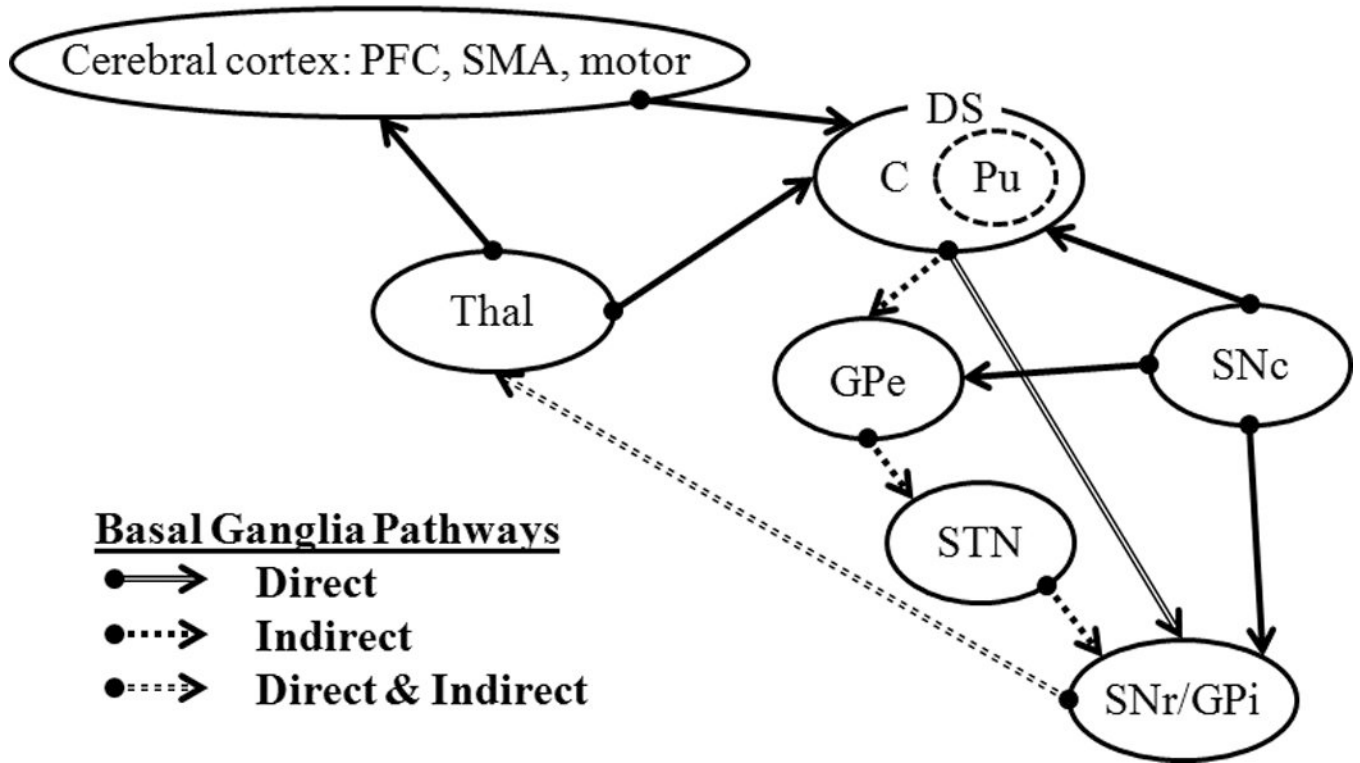 Cerebral cortex: PFC, SMA, motor
DS
C
Pu
Thal
GPe
SNc
STN
SNr/GPi
Basal Ganglia Pathways
Direct
Indirect
Direct & Indirect